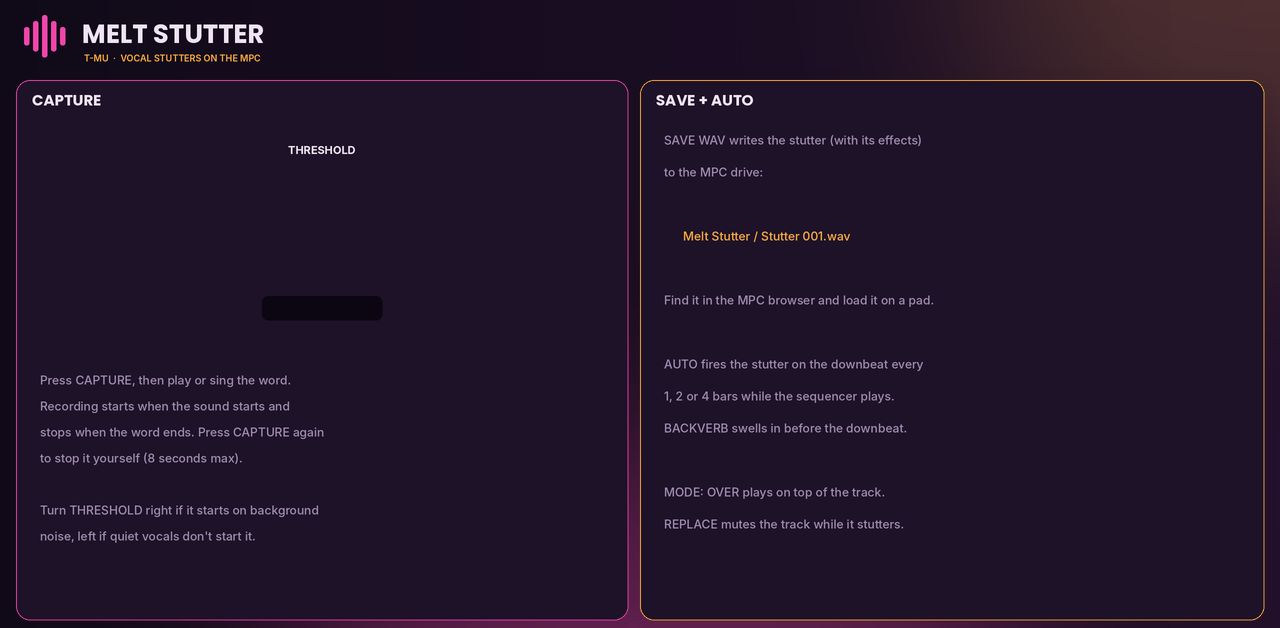 MELT STUTTER
T-MU · VOCAL STUTTERS ON THE MPC
CAPTURE
THRESHOLD
Press CAPTURE, then play or sing the word.
Recording starts when the sound starts and
stops when the word ends. Press CAPTURE again
to stop it yourself (8 seconds max).
Turn THRESHOLD right if it starts on background
noise, left if quiet vocals don't start it.
SAVE + AUTO
SAVE WAV writes the stutter (with its effects)
to the MPC drive:
Melt Stutter / Stutter 001.wav
Find it in the MPC browser and load it on a pad.
AUTO fires the stutter on the downbeat every
1, 2 or 4 bars while the sequencer plays.
BACKVERB swells in before the downbeat.
MODE: OVER plays on top of the track.
REPLACE mutes the track while it stutters.